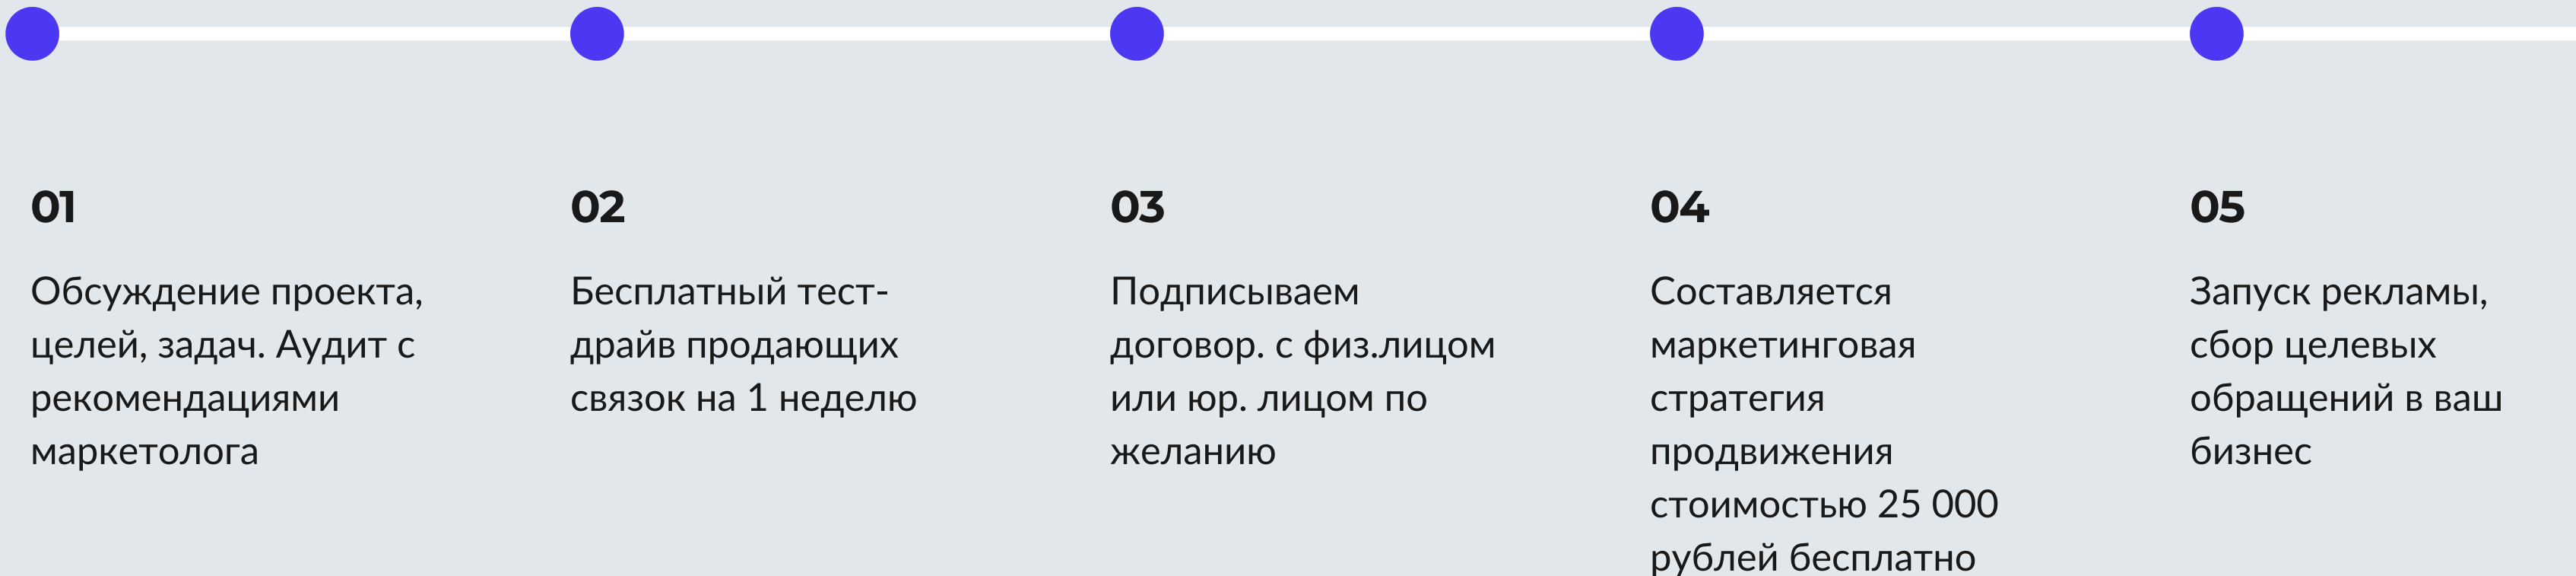 01
Обсуждение проекта,
целей, задач. Аудит с
рекомендациями
маркетолога
02
Бесплатный тест-
драйв продающих
связок на 1 неделю
03
Подписываем
договор. с физ.лицом
или юр. лицом по
желанию
04
Составляется
маркетинговая
стратегия
продвижения
стоимостью 25 000
рублей бесплатно
05
Запуск рекламы,
сбор целевых
обращений в ваш
бизнес